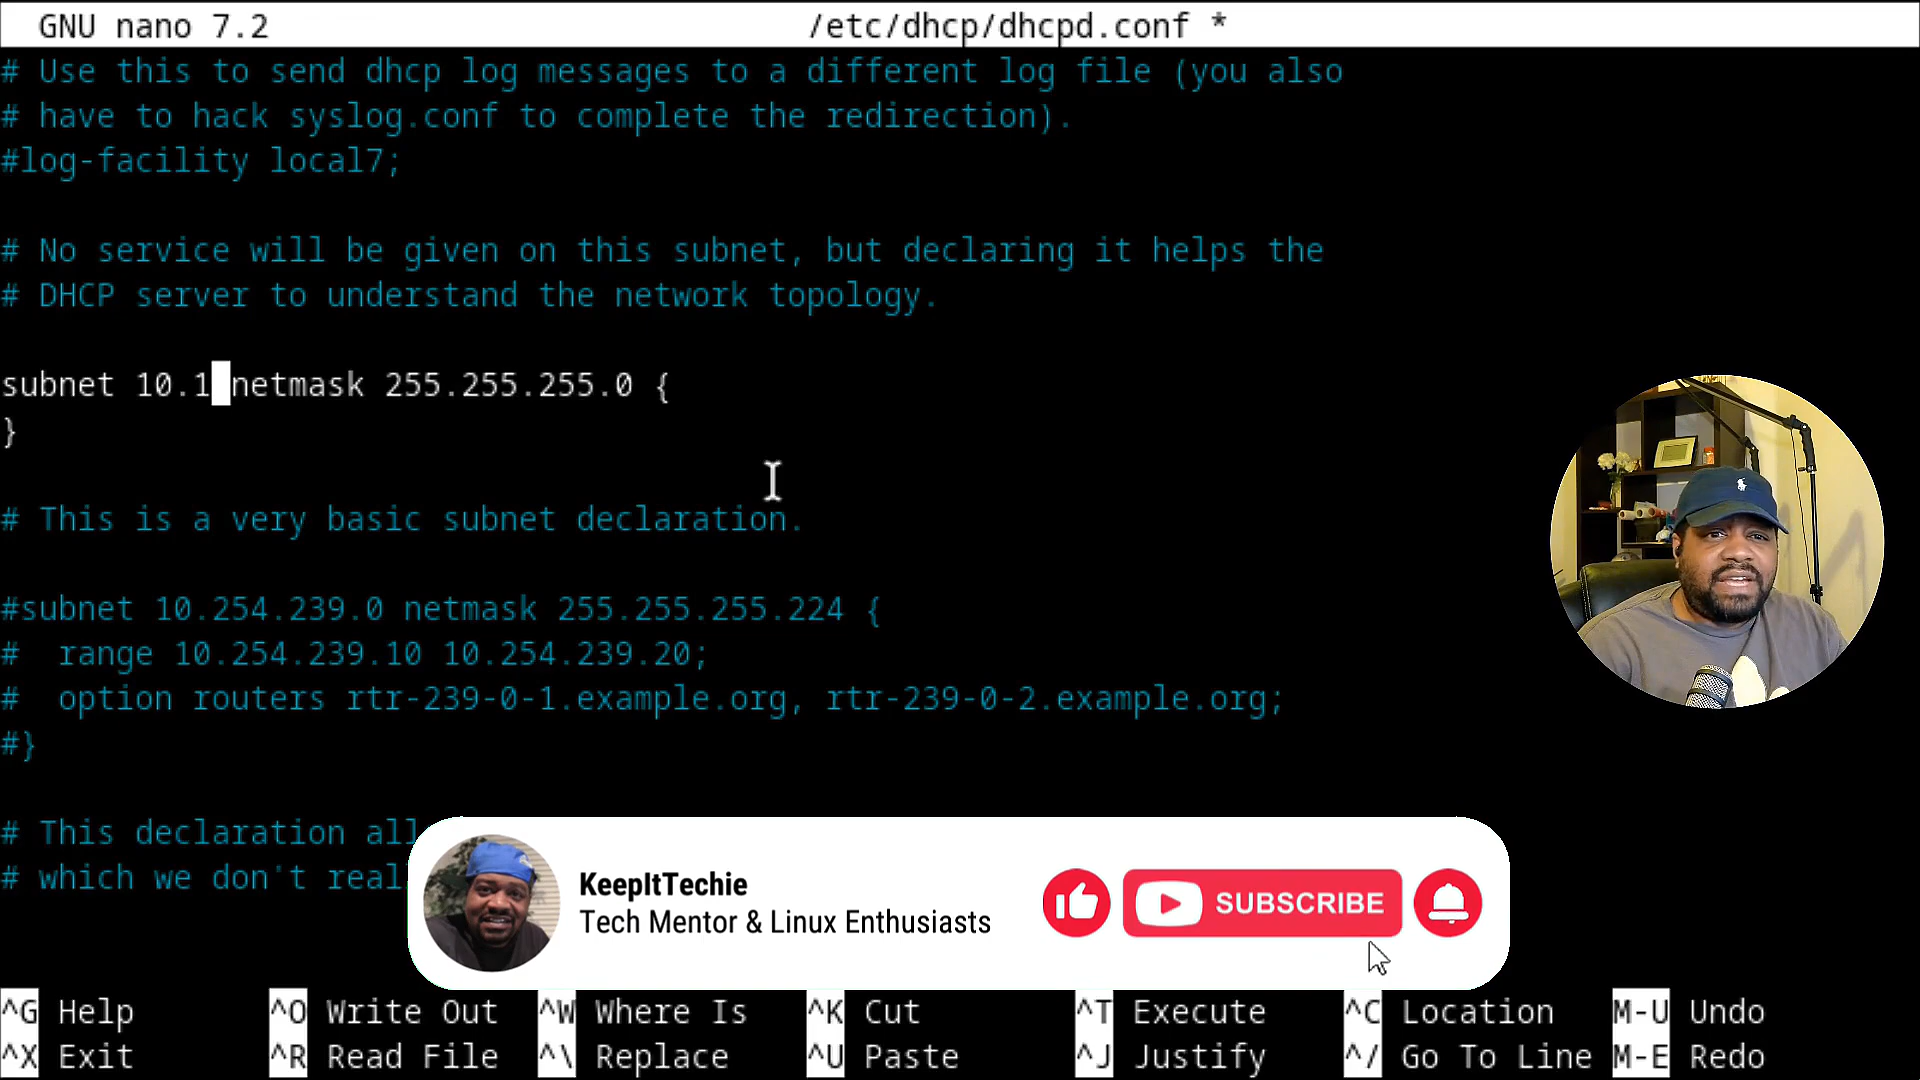 GNU nano 7.2 /etc/dhcp/dhcpd.conf *
# Use this to send dhcp log messages to a different log file (you also
# have to hack syslog.conf to complete the redirection).
#log-facility local7;
# No service will be given on this subnet, but declaring it helps the
# DHCP server to understand the network topology.
subnet 10.1 netmask 255.255.255.0 {
}
# This is a very basic subnet declaration.
#subnet 10.254.239.0 netmask 255.255.255.224 {
#  range 10.254.239.10 10.254.239.20;
#  option routers rtr-239-0-1.example.org, rtr-239-0-2.example.org;
#}
# This declaration all
# which we don't real
KeepItTechie
Tech Mentor & Linux Enthusiasts
SUBSCRIBE
^G Help ^O Write Out ^W Where Is ^K Cut ^T Execute ^C Location M-U Undo
^X Exit ^R Read File ^\ Replace ^U Paste ^J Justify ^/ Go To Line M-E Redo